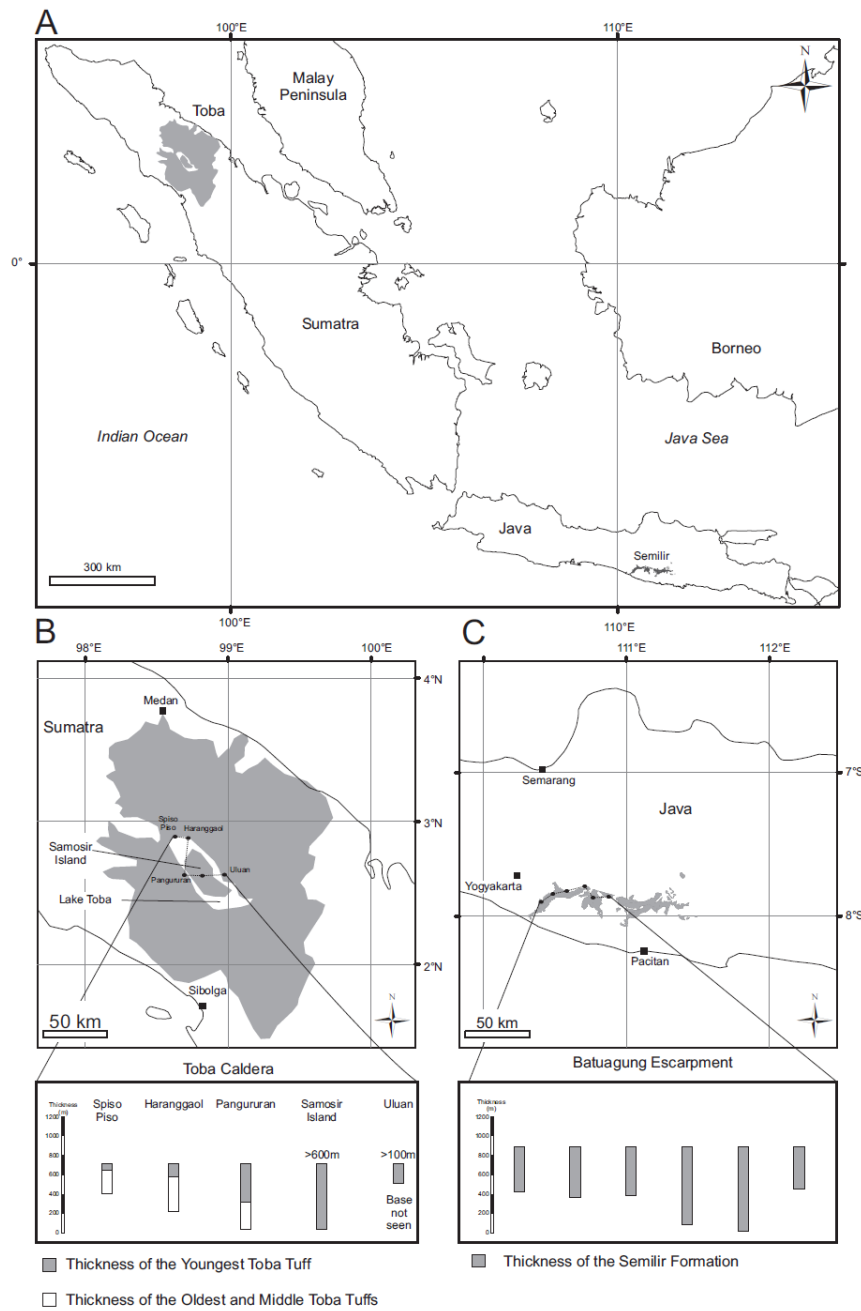 A
100°E
110°E
N
Malay
Peninsula
Toba
0°
Sumatra
Borneo
Indian Ocean
Java Sea
Java
Semilir
300 km
100°E
110°E
B
98°E
99°E
100°E
4°N
Medan
Sumatra
3°N
Spiso
Piso
Haranggaol
Samosir
Island
Pangururan
Uluan
Lake Toba
2°N
Sibolga
N
50 km
C
111°E
112°E
7°S
Semarang
Java
Yogyakarta
8°S
Pacitan
N
50 km
Toba Caldera
Thickness
(m)
1200
1000
800
600
400
200
0
Spiso
Piso
Haranggaol
Pangururan
Samosir
Island
Uluan
>600m
>100m
Base
not
seen
Batuagung Escarpment
Thickness
(m)
1200
1000
800
600
400
200
0
Thickness of the Youngest Toba Tuff
Thickness of the Oldest and Middle Toba Tuffs
Thickness of the Semilir Formation